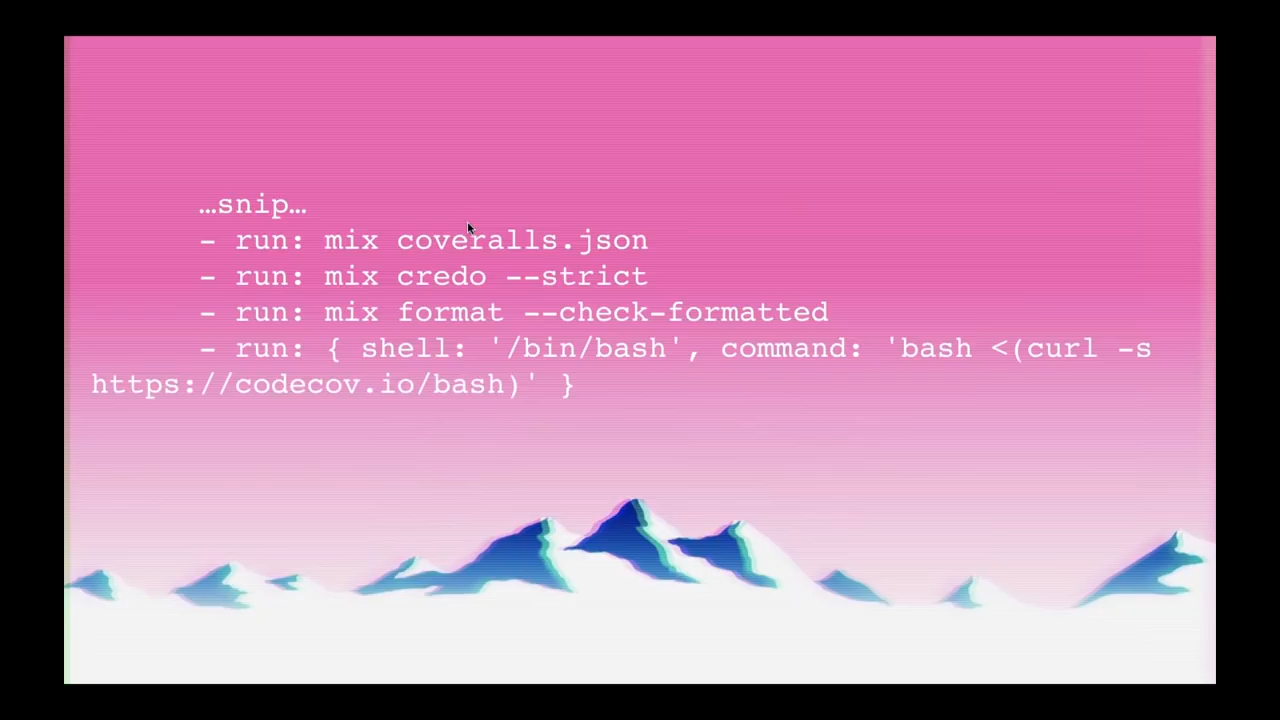 …snip…
- run: mix coveralls.json
- run: mix credo --strict
- run: mix format --check-formatted
- run: { shell: '/bin/bash', command: 'bash <(curl -s
https://codecov.io/bash)' }